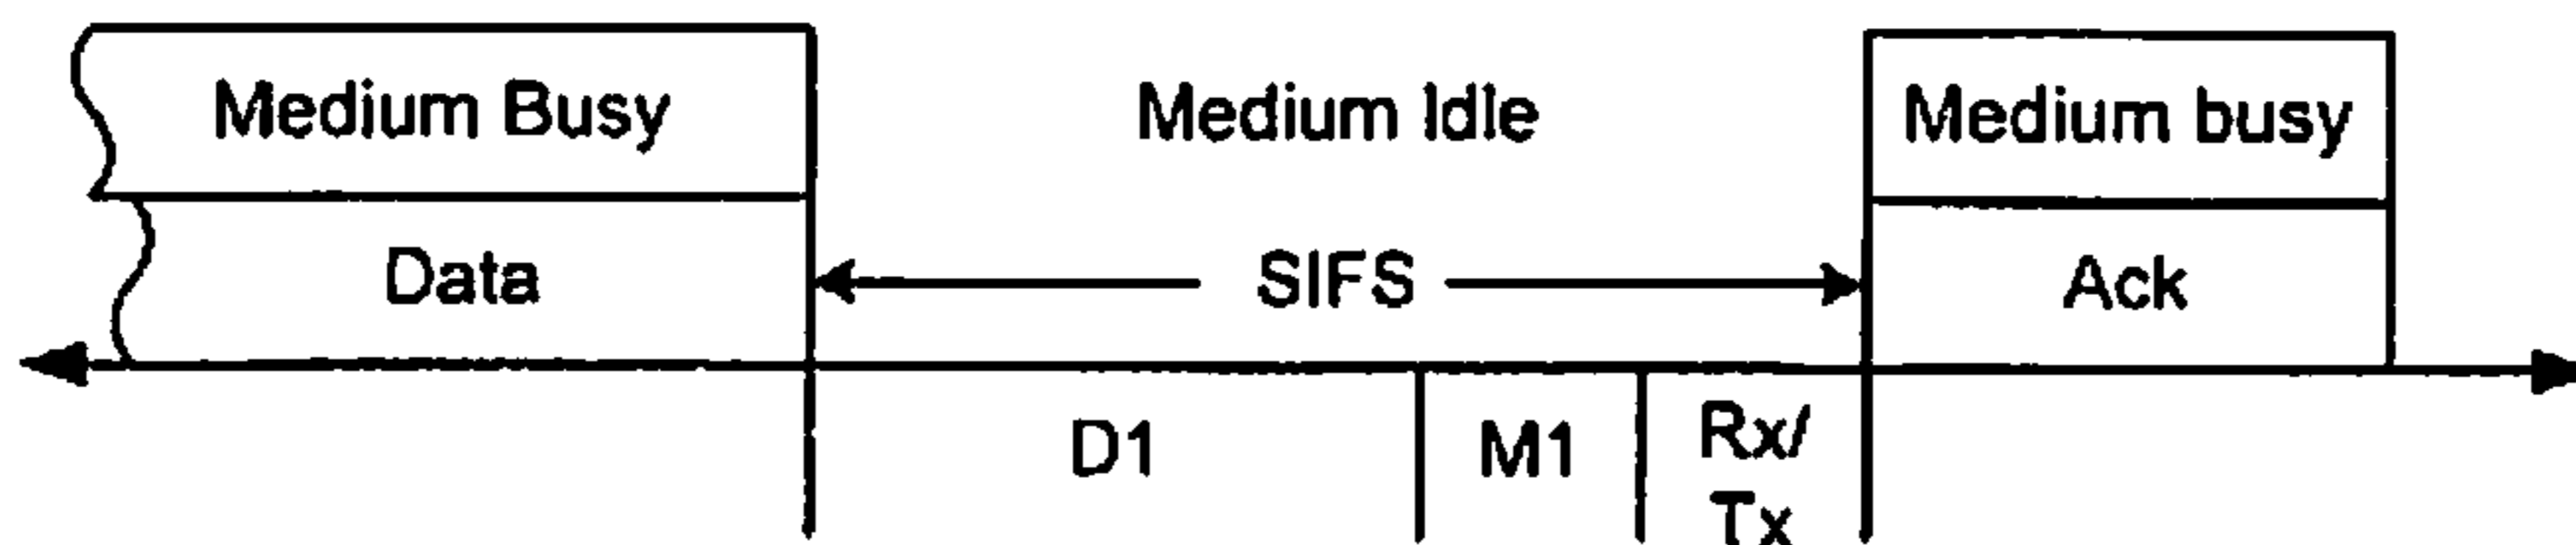 Medium Busy
Medium Idle
Medium busy
Data
SIFS
Ack
D1
M1
Rx/
Tx